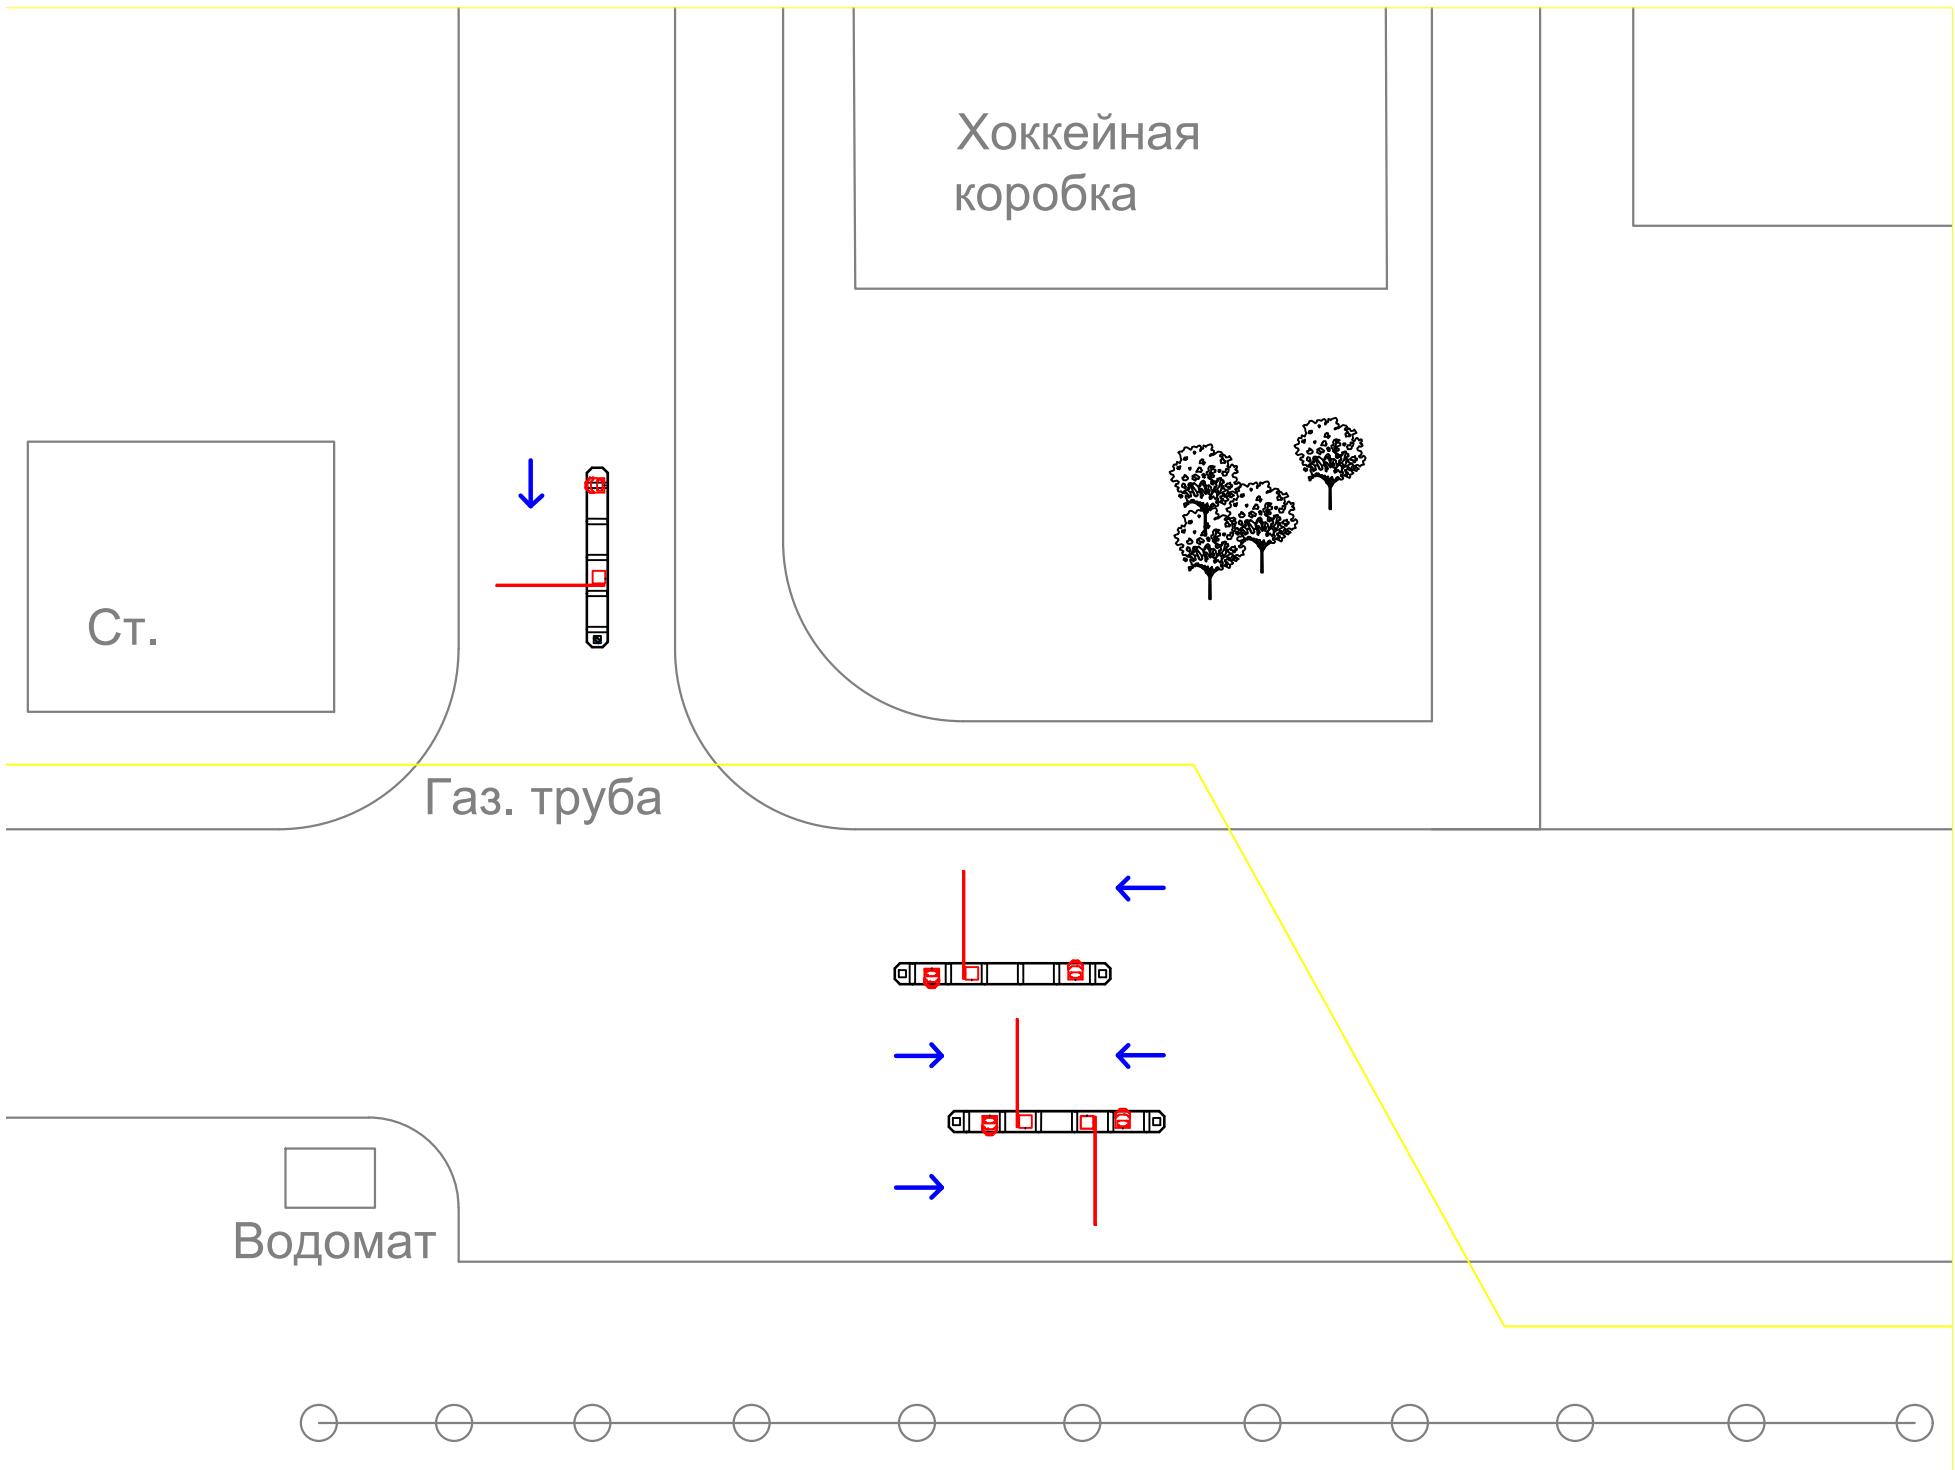 Хоккейная
коробка
Ст.
Газ. труба
Водомат